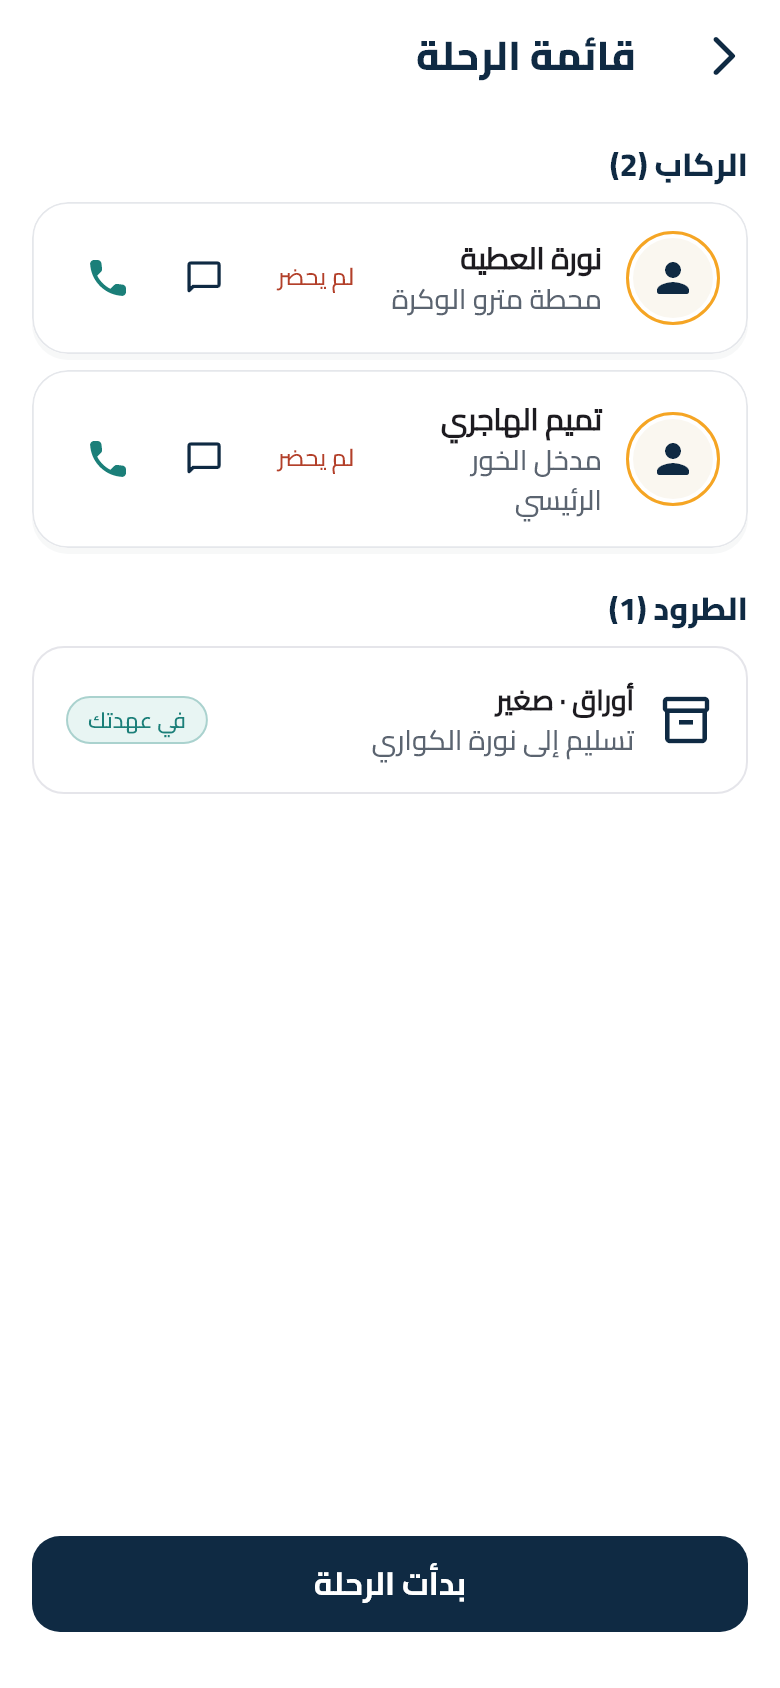 قائمة الرحلة
الركاب (2)
نورة العطية
محطة مترو الوكرة
لم يحضر
تميم الهاجري
مدخل الخور
الرئيسي
لم يحضر
الطرود (1)
أوراق · صغير
تسليم إلى نورة الكواري
في عهدتك
بدأت الرحلة